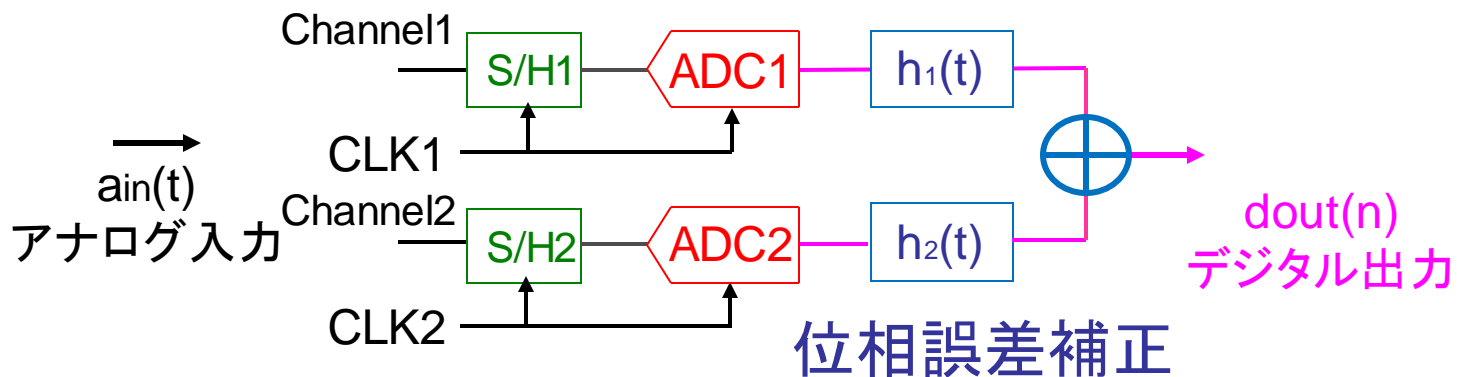 Channel1
S/H1
ADC1
h1(t)
CLK1
ain(t)
アナログ入力
Channel2
S/H2
ADC2
h2(t)
dout(n)
デジタル出力
CLK2
位相誤差補正